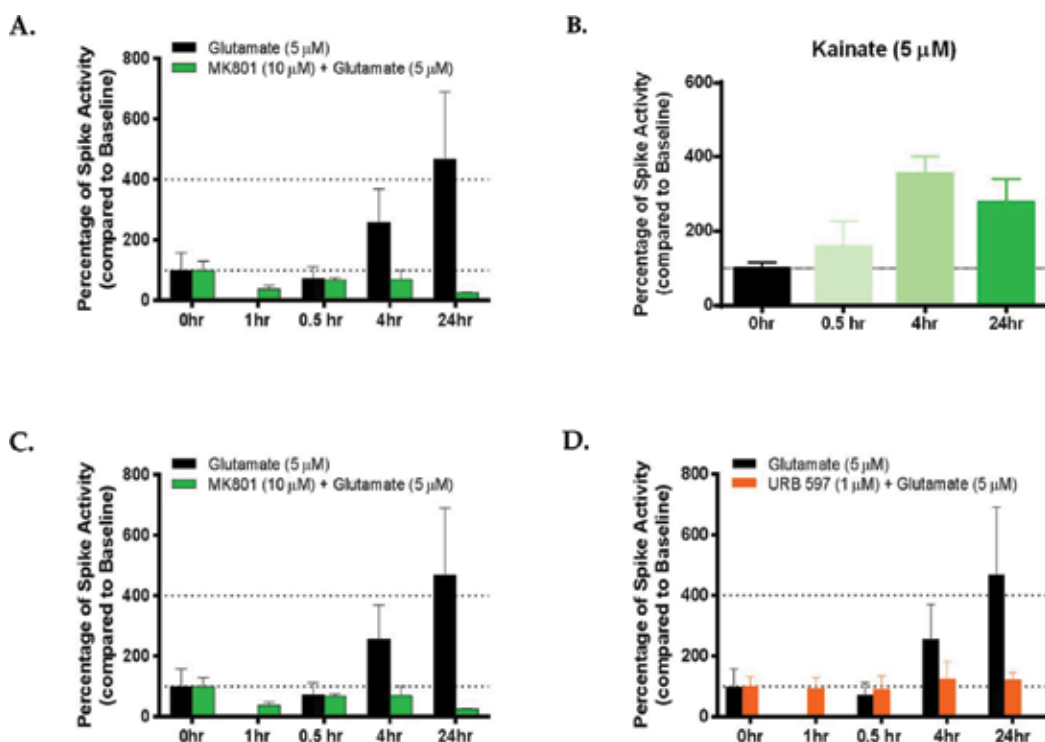 A.
Glutamate (5 μM)
MK801 (10 μM) + Glutamate (5 μM)
Percentage of Spike Activity
(compared to Baseline)
800
600
400
200
0
0hr 1hr 0.5 hr 4hr 24hr
B.
Kainate (5 μM)
Percentage of Spike Activity
(compared to Baseline)
600
400
200
0
0hr 0.5 hr 4hr 24hr
C.
Glutamate (5 μM)
MK801 (10 μM) + Glutamate (5 μM)
Percentage of Spike Activity
(compared to Baseline)
800
600
400
200
0
0hr 1hr 0.5 hr 4hr 24hr
D.
Glutamate (5 μM)
URB 597 (1 μM) + Glutamate (5 μM)
Percentage of Spike Activity
(compared to Baseline)
800
600
400
200
0
0hr 1hr 0.5 hr 4hr 24hr